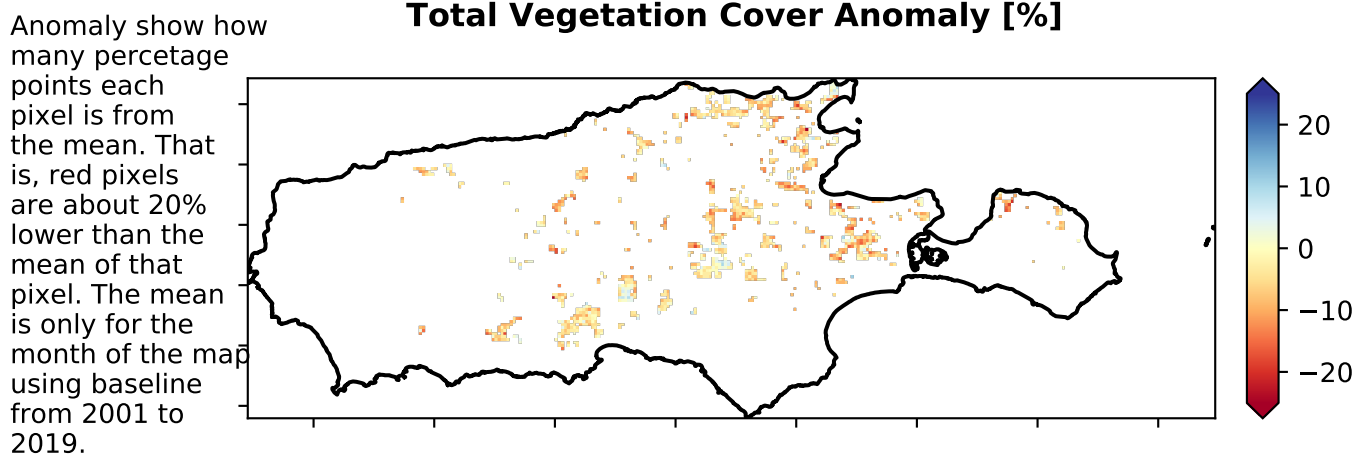 Total Vegetation Cover Anomaly [%]
Anomaly show how
many percetage
points each
pixel is from
the mean. That
is, red pixels
are about 20%
lower than the
mean of that
pixel. The mean
is only for the
month of the map
using baseline
from 2001 to
2019.
20
10
0
−10
−20